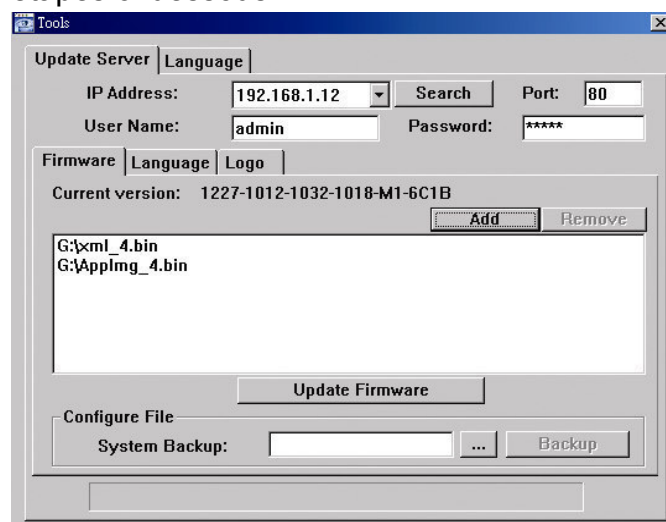 Tools
Update Server Language
IP Address: 192.168.1.12 Search Port: 80
User Name: admin Password: *****
Firmware Language Logo
Current version: 1227-1012-1032-1018-M1-6C1B
Add Remove
G:\xml_4.bin
G:\AppImg_4.bin
Update Firmware
Configure File
System Backup: ... Backup